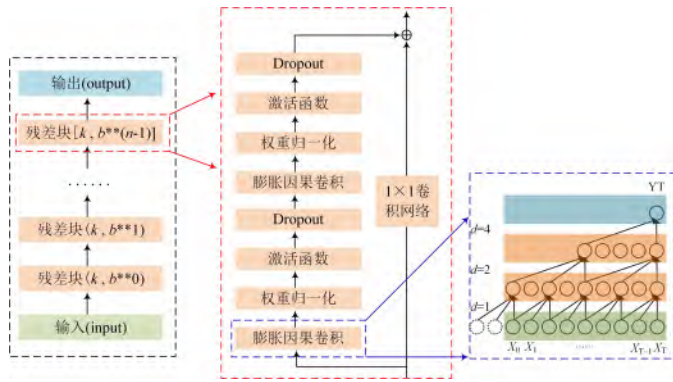 输出(output)
残差块[k, b**(n-1)]
……
残差块(k, b**1)
残差块(k, b**0)
输入(input)
Dropout
激活函数
权重归一化
膨胀因果卷积
Dropout
激活函数
权重归一化
膨胀因果卷积
1×1卷
积网络
YT
d=4
d=2
d=1
X0 X1 …… XT-1 XT